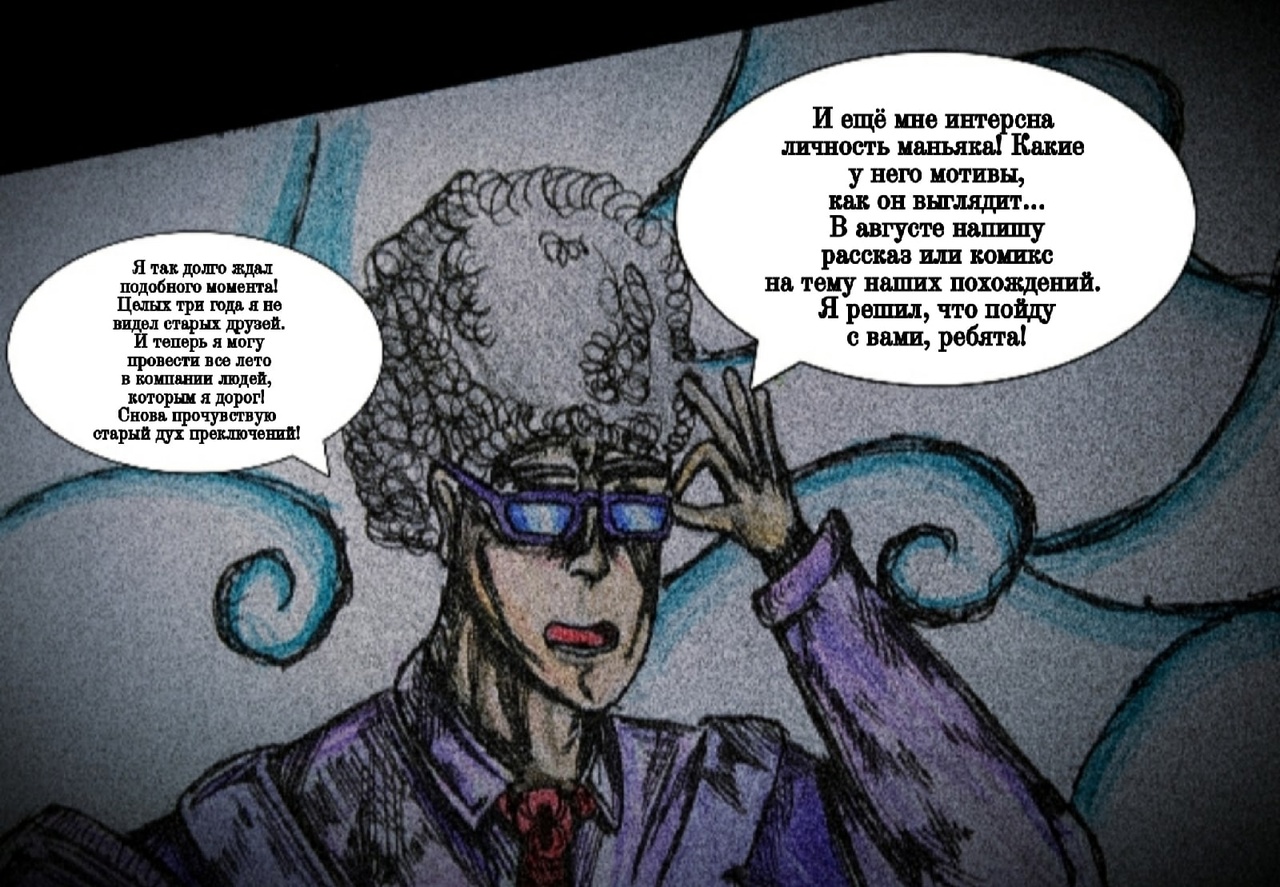 Я так долго ждал
подобного момента!
Целых три года я не
видел старых друзей.
И теперь я могу
провести все лето
в компании людей,
которым я дорог!
Снова прочувствую
старый дух преключений!
И ещё мне интерсна
личность маньяка! Какие
у него мотивы,
как он выглядит...
В августе напишу
рассказ или комикс
на тему наших похождений.
Я решил, что пойду
с вами, ребята!